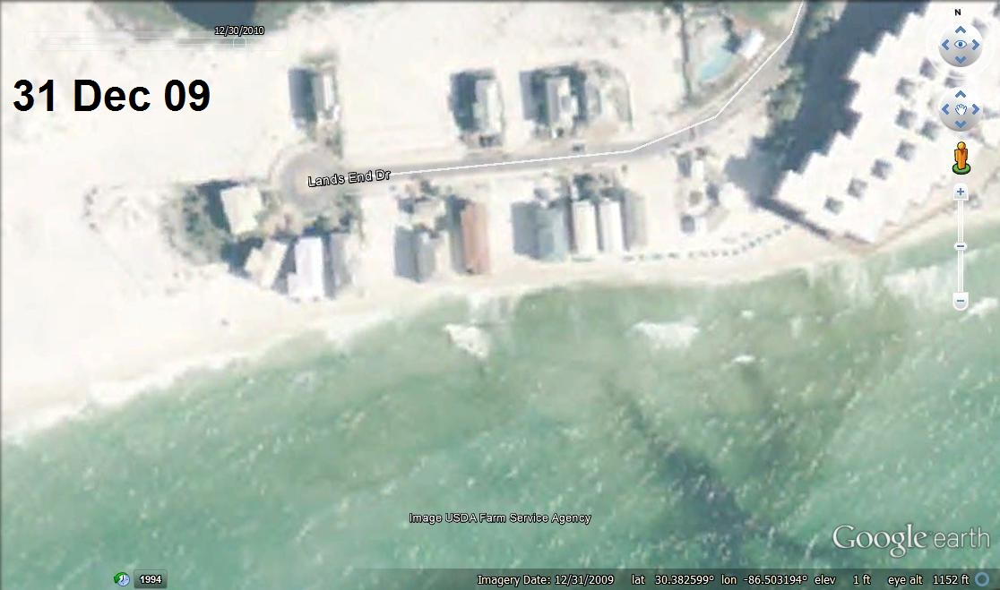 12/30/2010
N
31 Dec 09
Lands End Dr
Image USDA Farm Service Agency
Google earth
1994
Imagery Date: 12/31/2009 lat 30.382599° lon -86.503194° elev 1 ft eye alt 1152 ft